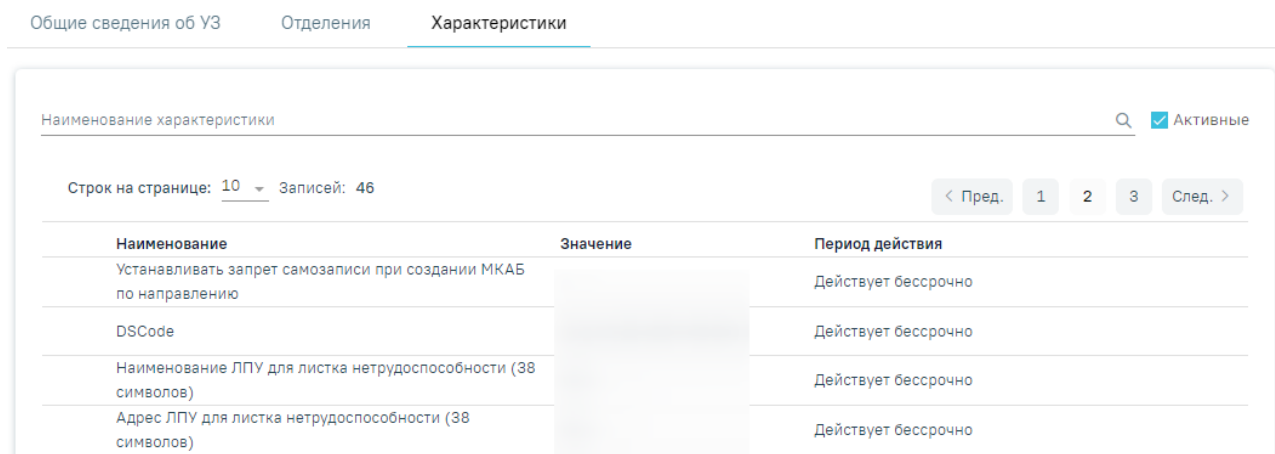 Общие сведения об УЗ Отделения Характеристики
Наименование характеристики Активные
Строк на странице: 10 Записей: 46 < Пред. 1 2 3 След. >
Наименование Значение Период действия
Устанавливать запрет самозаписи при создании МКАБ
по направлению Действует бессрочно
DSCode Действует бессрочно
Наименование ЛПУ для листка нетрудоспособности (38
символов) Действует бессрочно
Адрес ЛПУ для листка нетрудоспособности (38
символов) Действует бессрочно